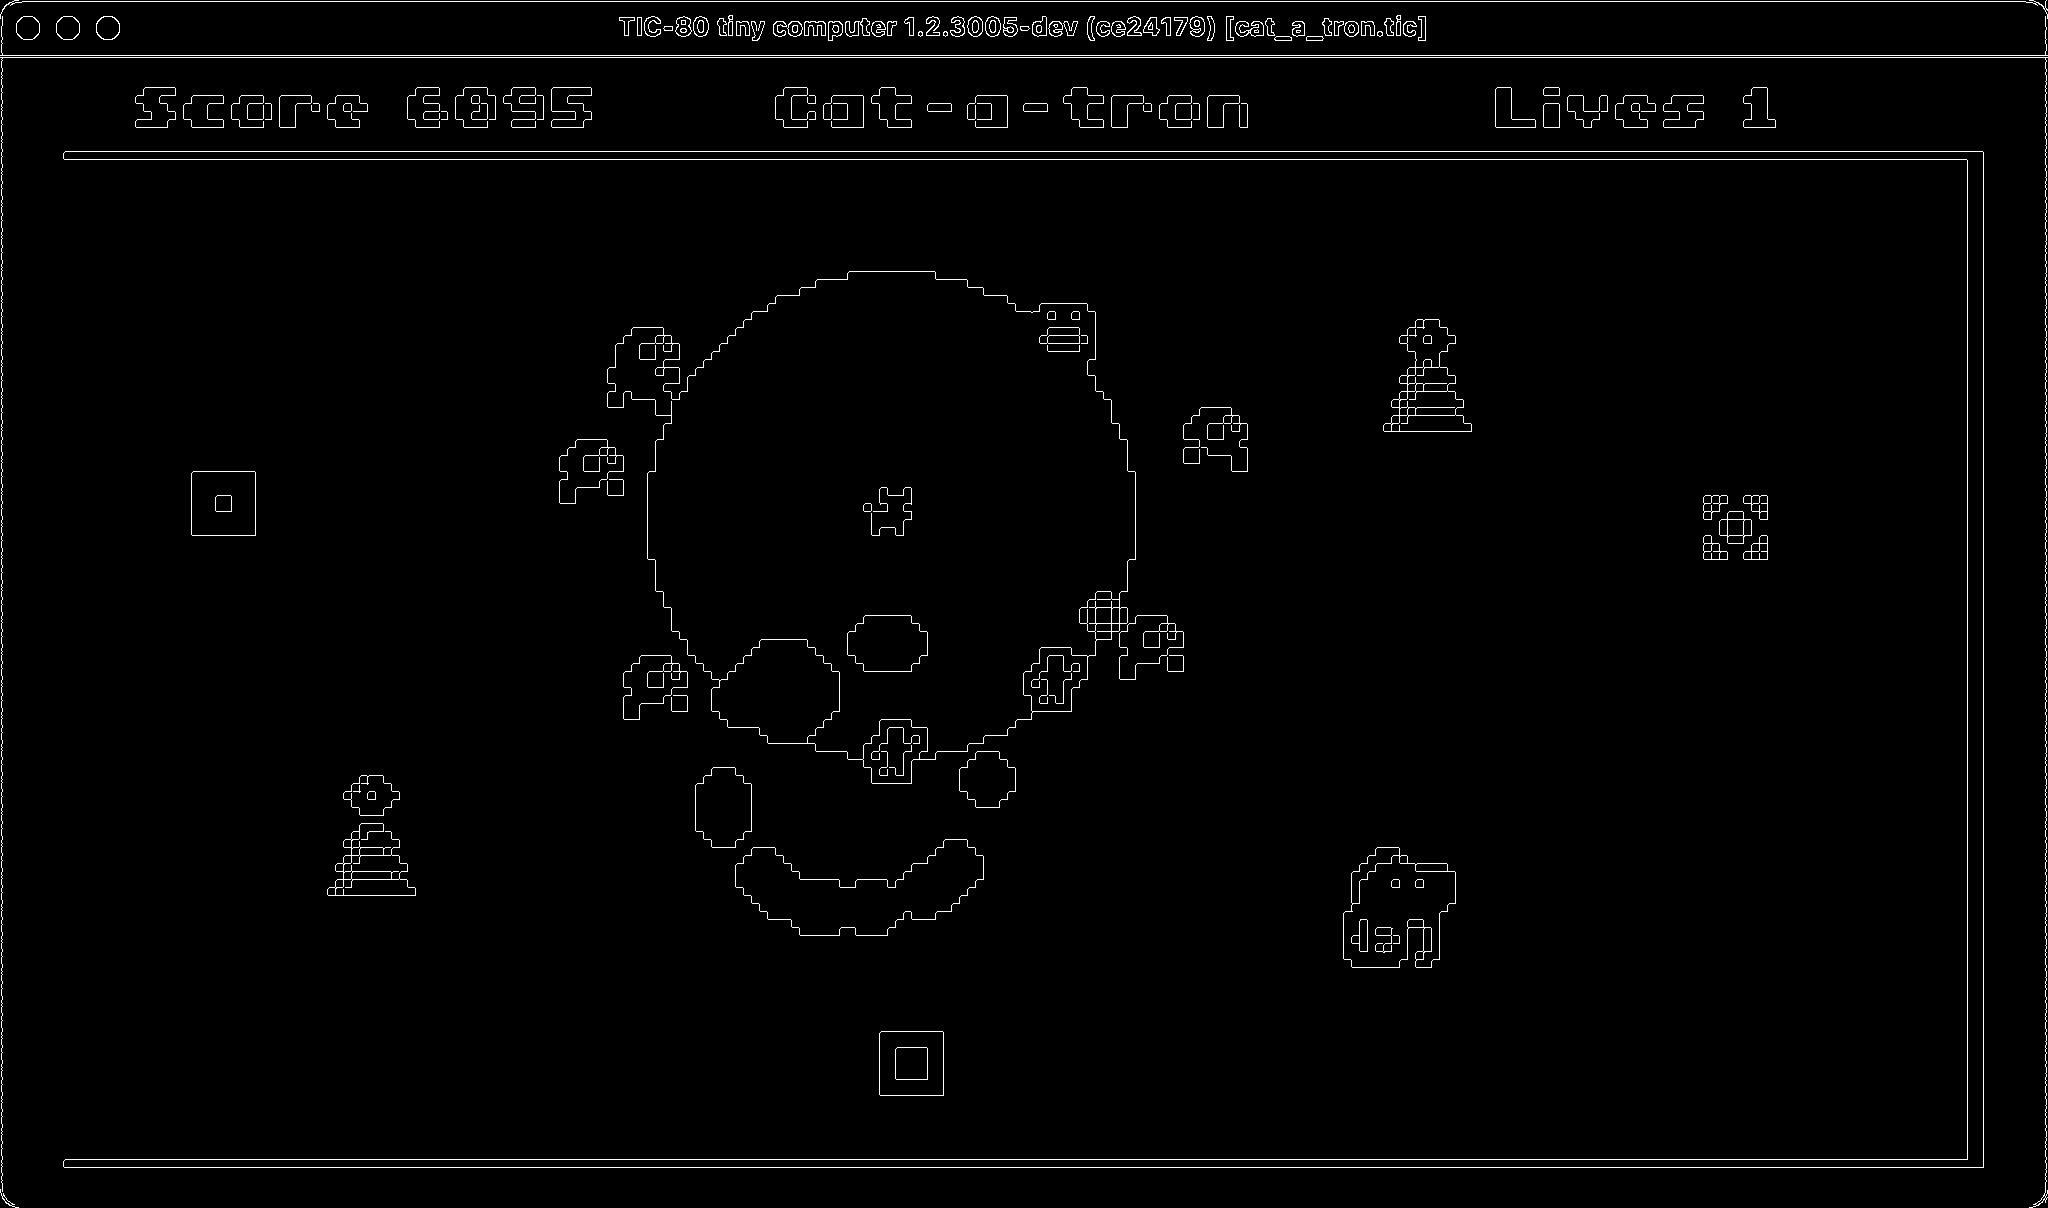 TIC-80 tiny computer 1.2.3005-dev (ce24179) [cat_a_tron.tic]
Score 6095 Cat-a-tron Lives 1